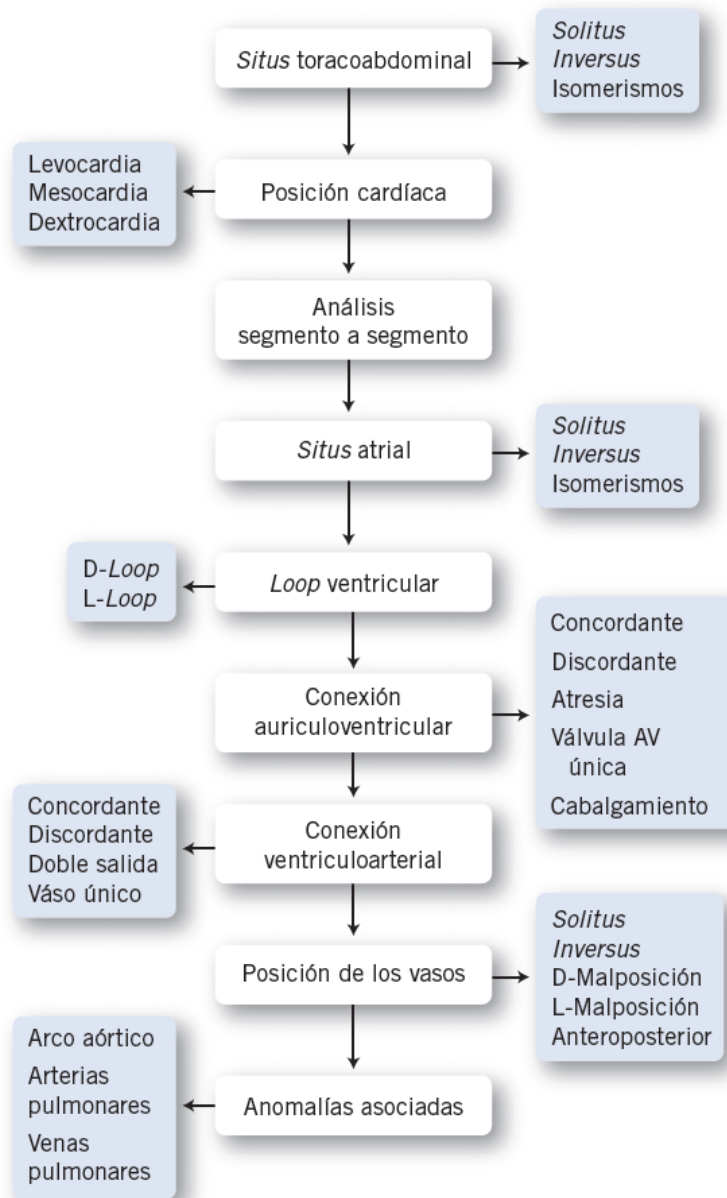 Situs toracoabdominal
Solitus
Inversus
Isomerismos
Levocardia
Mesocardia
Dextrocardia
Posición cardíaca
Análisis
segmento a segmento
Situs atrial
Solitus
Inversus
Isomerismos
D-Loop
L-Loop
Loop ventricular
Conexión
auriculoventricular
Concordante
Discordante
Atresia
Válvula AV
única
Cabalgamiento
Concordante
Discordante
Doble salida
Váso único
Conexión
ventriculoarterial
Posición de los vasos
Solitus
Inversus
D-Malposición
L-Malposición
Anteroposterior
Arco aórtico
Arterias
pulmonares
Venas
pulmonares
Anomalías asociadas